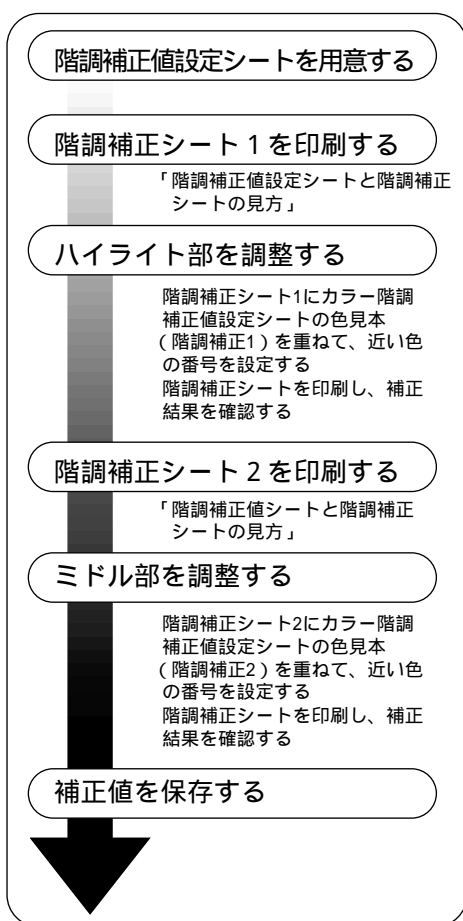 階調補正値設定シートを用意する
階調補正シート1を印刷する
「階調補正値設定シートと階調補正
シートの見方」
ハイライト部を調整する
階調補正シート1にカラー階調
補正値設定シートの色見本
(階調補正1)を重ねて、近い色
の番号を設定する
階調補正シートを印刷し、補正
結果を確認する
階調補正シート2を印刷する
「階調補正値シートと階調補正
シートの見方」
ミドル部を調整する
階調補正シート2にカラー階調
補正値設定シートの色見本
(階調補正2)を重ねて、近い色
の番号を設定する
階調補正シートを印刷し、補正
結果を確認する
補正値を保存する